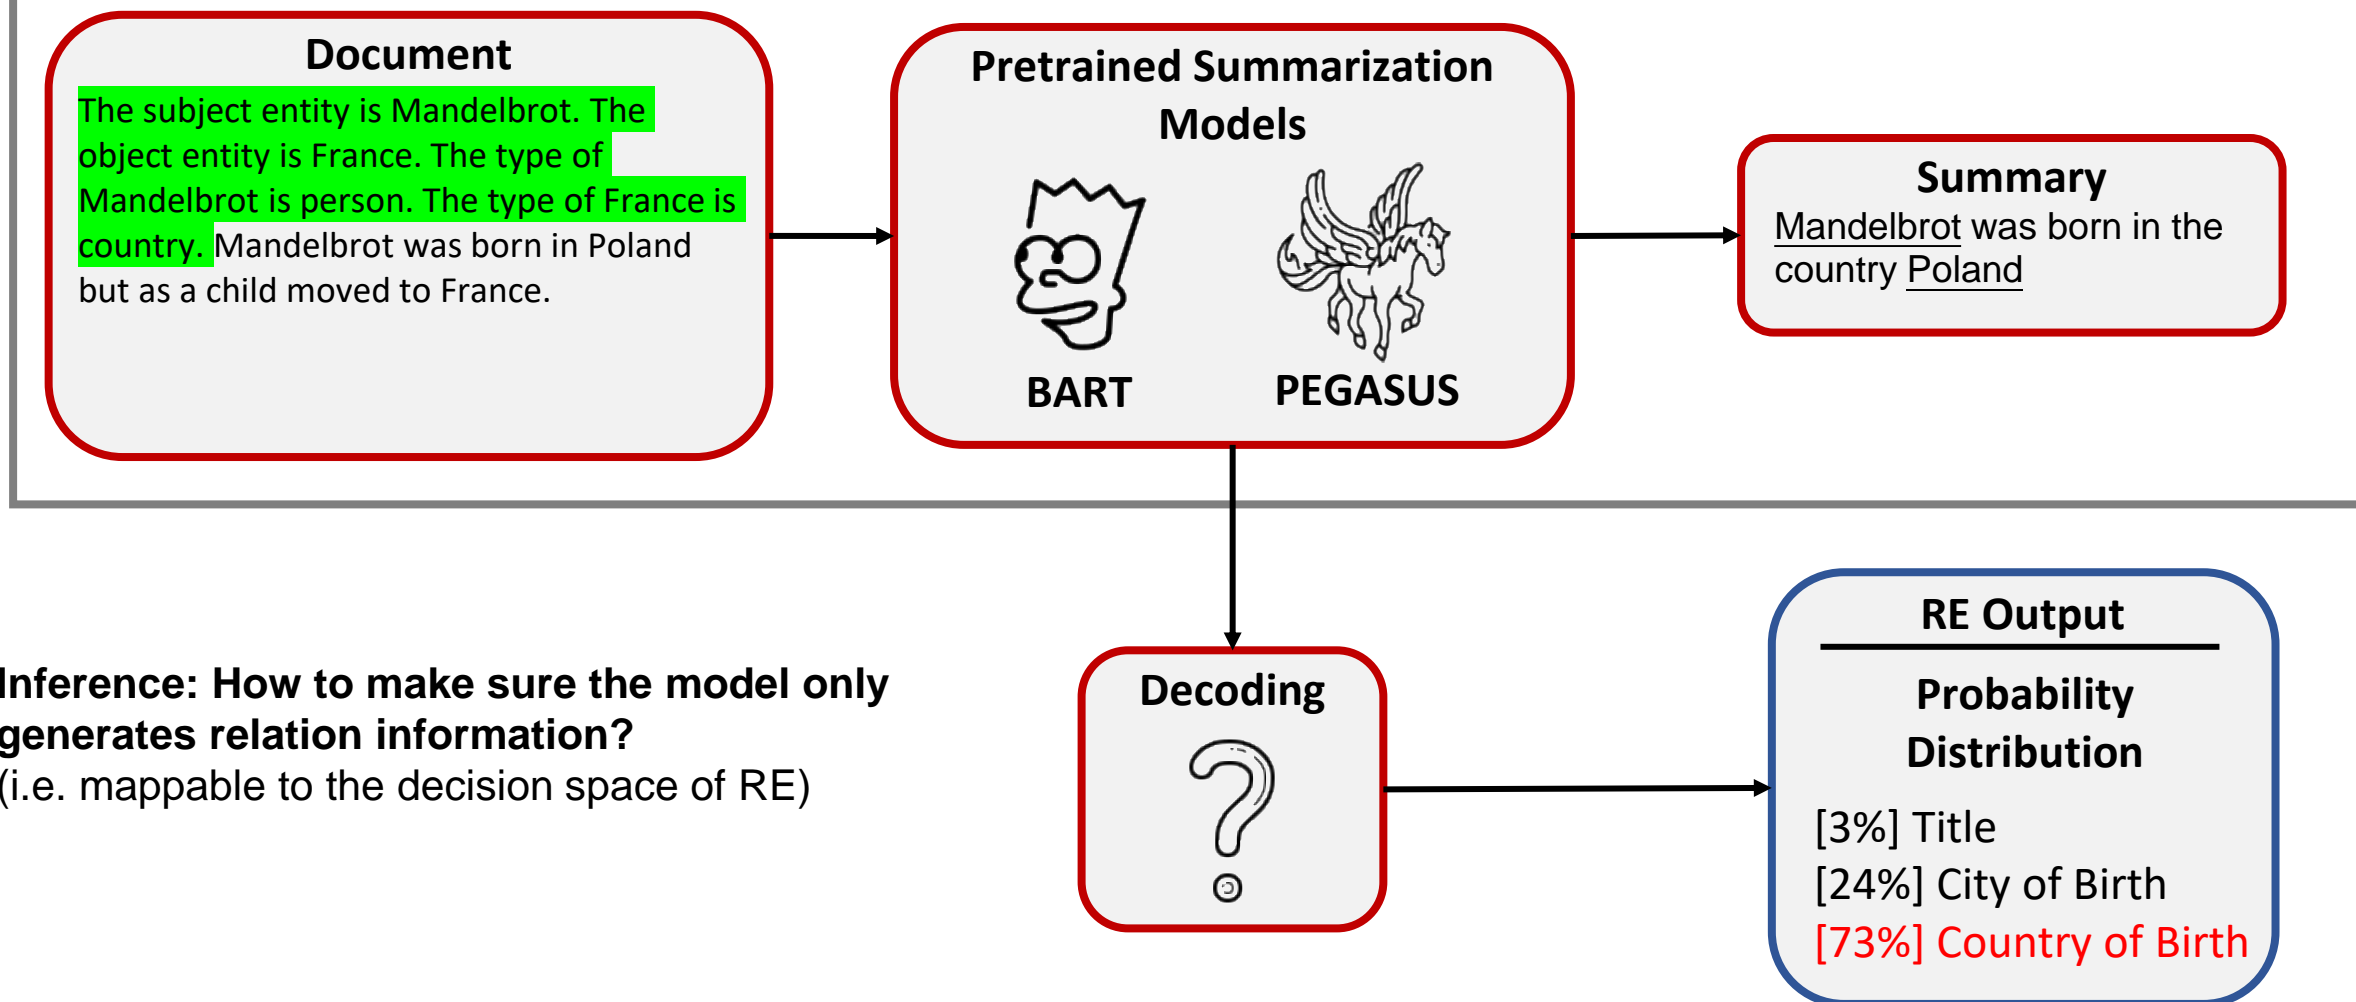 Document
The subject entity is Mandelbrot. The
object entity is France. The type of
Mandelbrot is person. The type of France is
country. Mandelbrot was born in Poland
but as a child moved to France.
Pretrained Summarization
Models
BART
PEGASUS
Summary
Mandelbrot was born in the
country Poland
Inference: How to make sure the model only
generates relation information?
(i.e. mappable to the decision space of RE)
Decoding
?
RE Output
Probability
Distribution
[3%] Title
[24%] City of Birth
[73%] Country of Birth